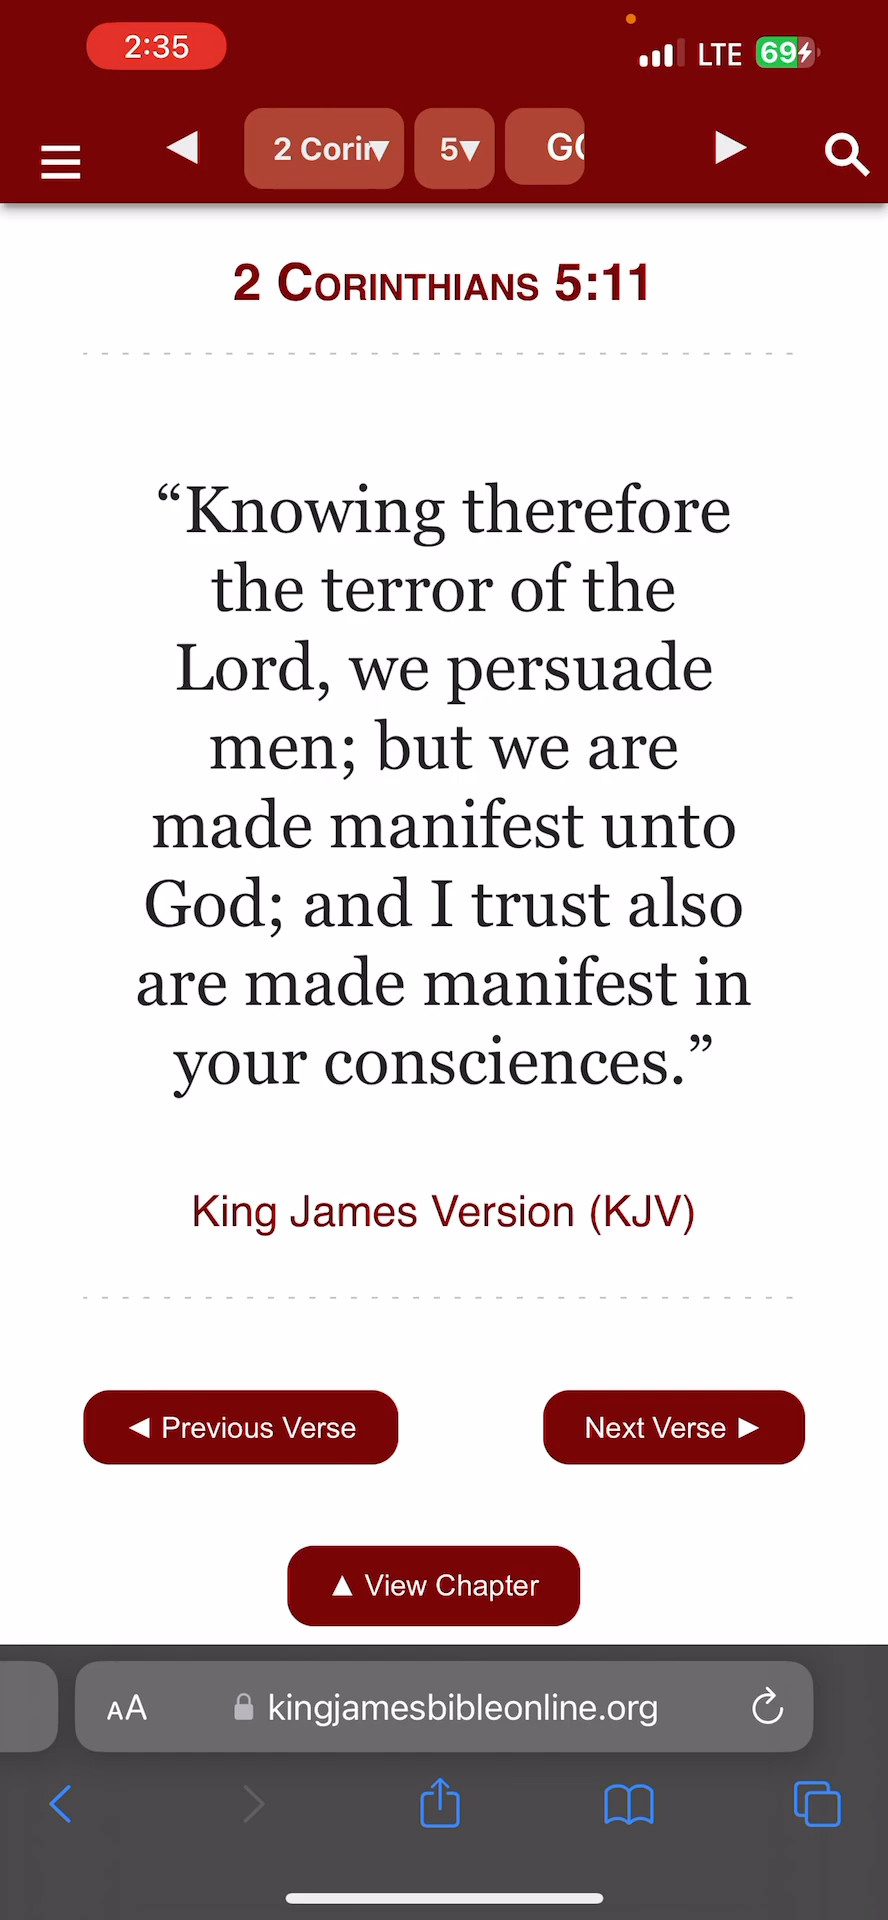 2:35
LTE 69
2 Corin
5
GO
2 Corinthians 5:11
“Knowing therefore
the terror of the
Lord, we persuade
men; but we are
made manifest unto
God; and I trust also
are made manifest in
your consciences.”
King James Version (KJV)
◄ Previous Verse
Next Verse ►
▲ View Chapter
AA
kingjamesbibleonline.org